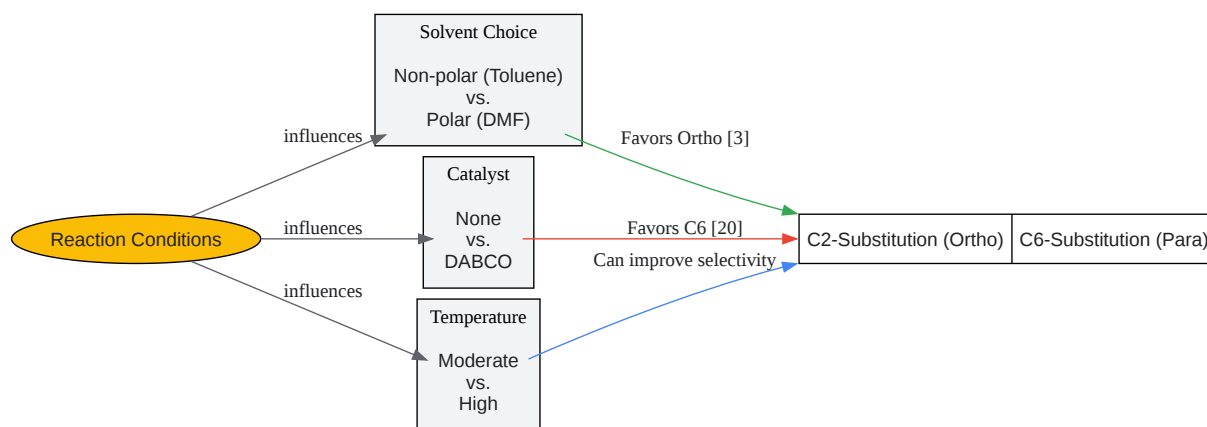 Reaction Conditions
influences
influences
influences
Solvent Choice
Non-polar (Toluene)
vs.
Polar (DMF)
Catalyst
None
vs.
DABCO
Temperature
Moderate
vs.
High
Favors Ortho [3]
Favors C6 [20]
Can improve selectivity
C2-Substitution (Ortho)
C6-Substitution (Para)